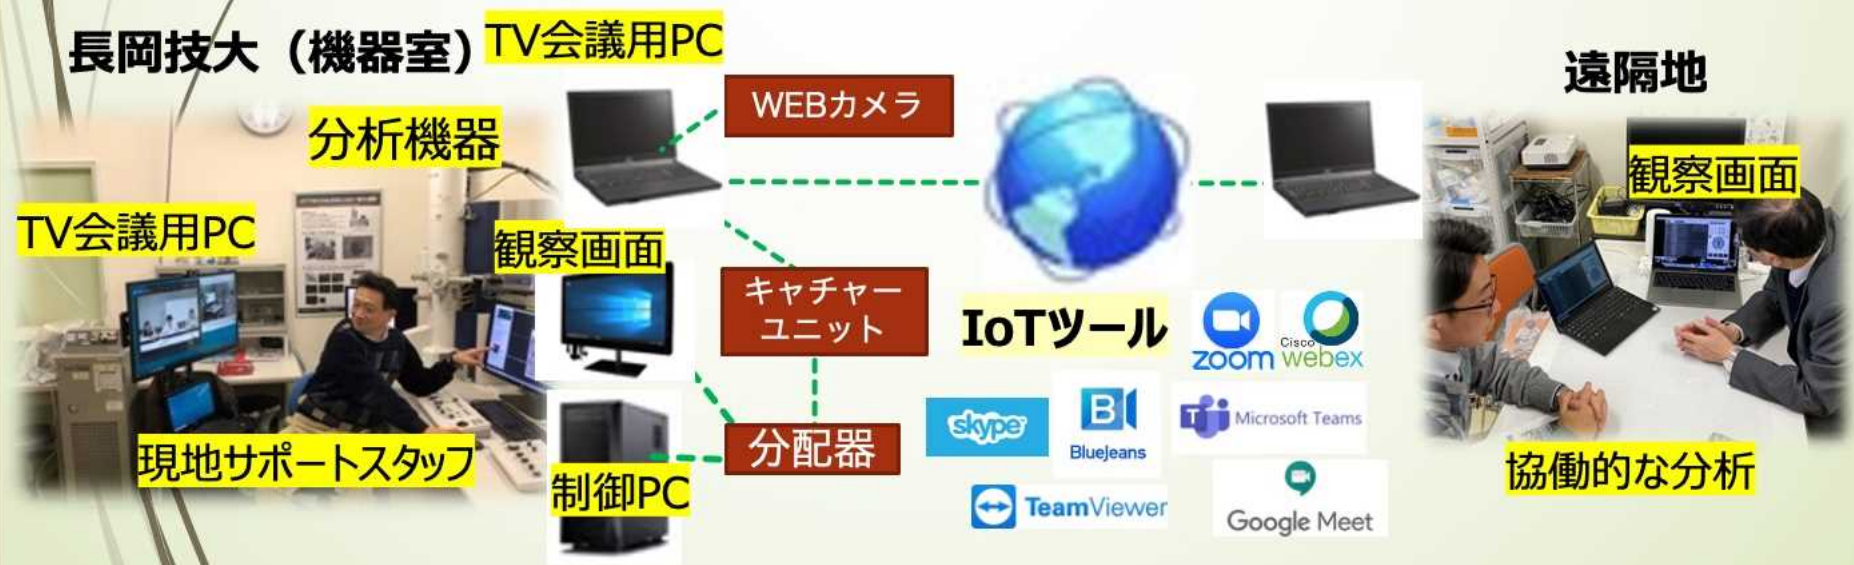 長岡技大（機器室）
TV会議用PC
遠隔地
WEBカメラ
分析機器
観察画面
TV会議用PC
観察画面
キャチャー
ユニット
IoTツール
zoom
Cisco
webex
skype
BlueJeans
Microsoft Teams
分配器
現地サポートスタッフ
制御PC
TeamViewer
Google Meet
協働的な分析